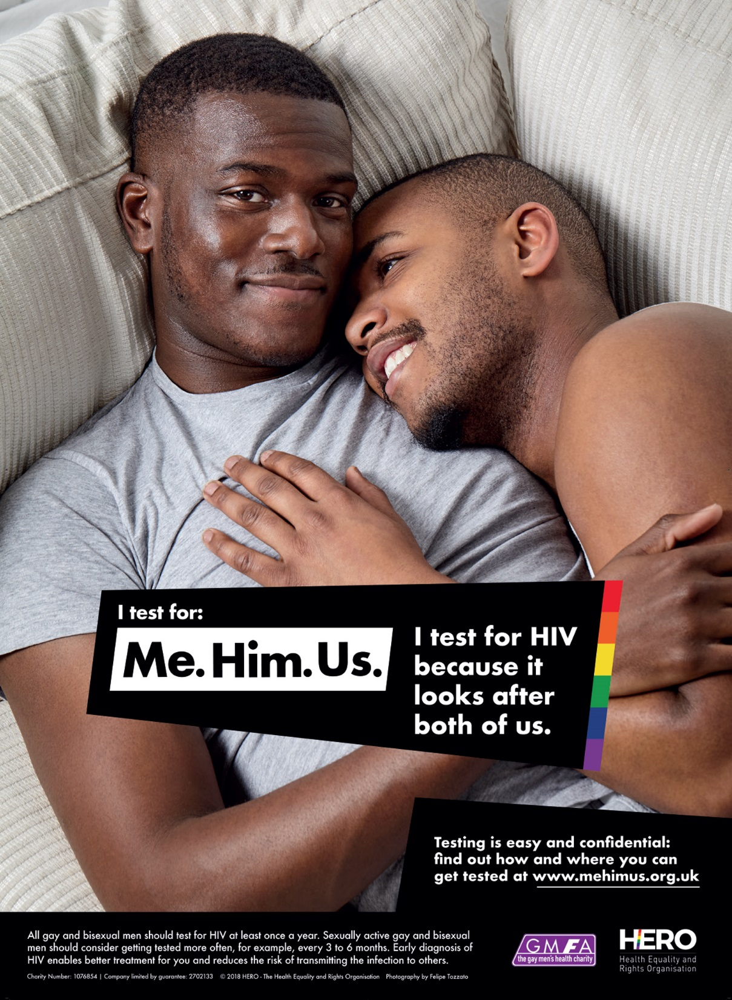 I test for:
Me. Him. Us.
I test for HIV
because it
looks after
both of us.
Testing is easy and confidential:
find out how and where you can
get tested at www.mehimus.org.uk
All gay and bisexual men should test for HIV at least once a year. Sexually active gay and bisexual
men should consider getting tested more often, for example, every 3 to 6 months. Early diagnosis of
HIV enables better treatment for you and reduces the risk of transmitting the infection to others.
Charity Number: 1076854 | Company limited by guarantee: 2702133 © 2018 HERO - The Health Equality and Rights Organisation Photography by Felipe Tozzato
GMFA
the gay men's health charity
HERO
Health Equality and
Rights Organisation